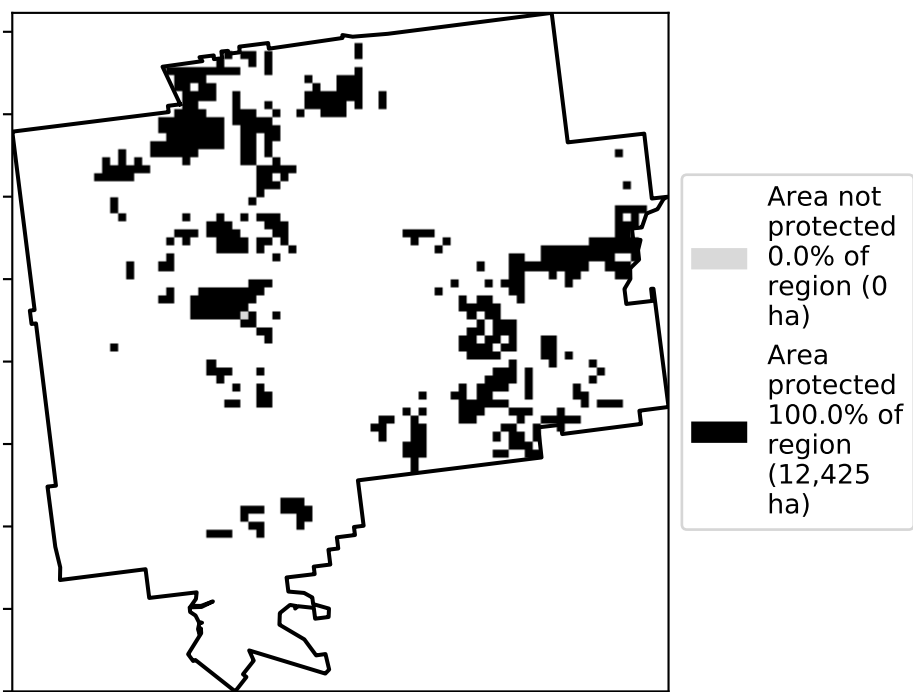 Area not
protected
0.0% of
region (0
ha)
Area
protected
100.0% of
region
(12,425
ha)